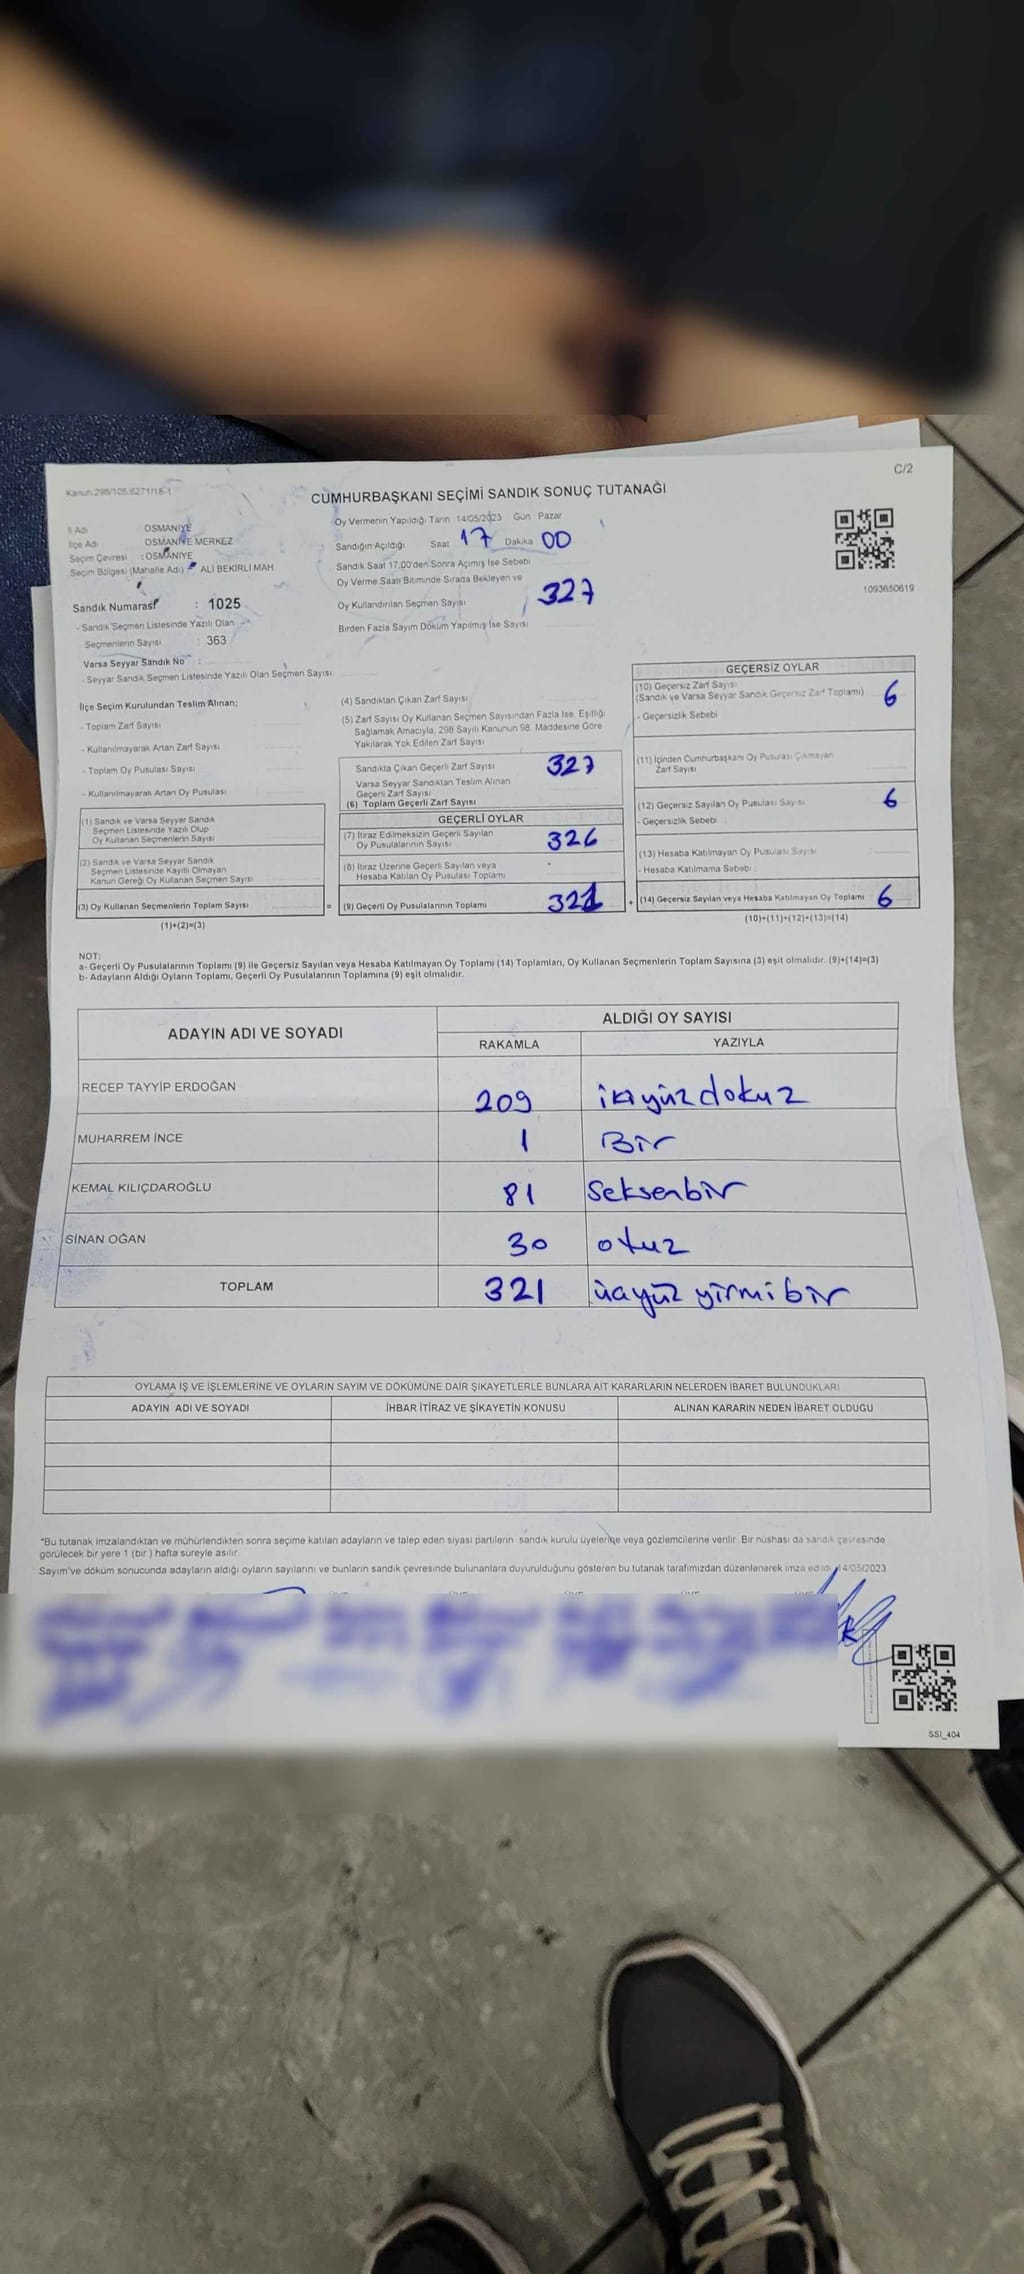 C/2
Kanun:298/105,6271/18-1
CUMHURBAŞKANI SEÇİMİ SANDIK SONUÇ TUTANAĞI
İl Adı OSMANİYE
İlçe Adı OSMANİYE MERKEZ
Seçim Çevresi : OSMANİYE
Seçim Bölgesi (Mahalle Adı) ALİ BEKİRLİ MAH
Sandık Numarası : 1025
- Sandık Seçmen Listesinde Yazılı Olan
Seçmenlerin Sayısı : 363
Varsa Seyyar Sandık No :
- Seyyar Sandık Seçmen Listesinde Yazılı Olan Seçmen Sayısı:
Oy Vermenin Yapıldığı Tarih 14/05/2023 Gün Pazar
Sandığın Açıldığı Saat 17 Dakika 00
Sandık Saat 17.00'den Sonra Açılmış İse Sebebi
Oy Verme Saati Bitiminde Sırada Bekleyen ve
Oy Kullandırılan Seçmen Sayısı 327
Birden Fazla Sayım Döküm Yapılmış İse Sayısı
1093650619
İlçe Seçim Kurulundan Teslim Alınan;
- Toplam Zarf Sayısı
- Kullanılmayarak Artan Zarf Sayısı
- Toplam Oy Pusulası Sayısı
- Kullanılmayarak Artan Oy Pusulası
(1) Sandık ve Varsa Seyyar Sandık
Seçmen Listesinde Yazılı Olup
Oy Kullanan Seçmenlerin Sayısı
(2) Sandık ve Varsa Seyyar Sandık
Seçmen Listesinde Kayıtlı Olmayan
Kanun Gereği Oy Kullanan Seçmen Sayısı
(3) Oy Kullanan Seçmenlerin Toplam Sayısı
(1)+(2)=(3)
(4) Sandıktan Çıkan Zarf Sayısı
(5) Zarf Sayısı Oy Kullanan Seçmen Sayısından Fazla İse, Eşitliği
Sağlamak Amacıyla, 298 Sayılı Kanunun 98. Maddesine Göre
Yakılarak Yok Edilen Zarf Sayısı
Sandıkta Çıkan Geçerli Zarf Sayısı 327
Varsa Seyyar Sandıktan Teslim Alınan
Geçerli Zarf Sayısı
(6) Toplam Geçerli Zarf Sayısı
GEÇERLİ OYLAR
(7) İtiraz Edilmeksizin Geçerli Sayılan
Oy Pusulalarının Sayısı 326
(8) İtiraz Üzerine Geçerli Sayılan veya
Hesaba Katılan Oy Pusulası Toplamı
= (9) Geçerli Oy Pusulalarının Toplamı 321 +
GEÇERSİZ OYLAR
(10) Geçersiz Zarf Sayısı
(Sandık ve Varsa Seyyar Sandık Geçersiz Zarf Toplamı) 6
- Geçersizlik Sebebi
(11) İçinden Cumhurbaşkanı Oy Pusulası Çıkmayan
Zarf Sayısı
(12) Geçersiz Sayılan Oy Pusulası Sayısı 6
- Geçersizlik Sebebi :
(13) Hesaba Katılmayan Oy Pusulası Sayısı
- Hesaba Katılmama Sebebi :
(14) Geçersiz Sayılan veya Hesaba Katılmayan Oy Toplamı 6
(10)+(11)+(12)+(13)=(14)
NOT:
a- Geçerli Oy Pusulalarının Toplamı (9) ile Geçersiz Sayılan veya Hesaba Katılmayan Oy Toplamı (14) Toplamları, Oy Kullanan Seçmenlerin Toplam Sayısına (3) eşit olmalıdır. (9)+(14)=(3)
b- Adayların Aldığı Oyların Toplamı, Geçerli Oy Pusulalarının Toplamına (9) eşit olmalıdır.
ADAYIN ADI VE SOYADI ALDIĞI OY SAYISI
RAKAMLA YAZIYLA
RECEP TAYYİP ERDOĞAN 209 ikiyüzdokuz
MUHARREM İNCE 1 Bir
KEMAL KILIÇDAROĞLU 81 Seksenbir
SİNAN OĞAN 30 otuz
TOPLAM 321 üçyüz yirmi bir
OYLAMA İŞ VE İŞLEMLERİNE VE OYLARIN SAYIM VE DÖKÜMÜNE DAİR ŞİKAYETLERLE BUNLARA AİT KARARLARIN NELERDEN İBARET BULUNDUKLARI
ADAYIN ADI VE SOYADI İHBAR İTİRAZ VE ŞİKAYETİN KONUSU ALINAN KARARIN NEDEN İBARET OLDUĞU
*Bu tutanak imzalandıktan ve mühürlendikten sonra seçime katılan adayların ve talep eden siyasi partilerin sandık kurulu üyelerine veya gözlemcilerine verilir. Bir nüshası da sandık çevresinde
görülecek bir yere 1 (bir) hafta süreyle asılır.
Sayım ve döküm sonucunda adayların aldığı oyların sayılarını ve bunların sandık çevresinde bulunanlara duyurulduğunu gösteren bu tutanak tarafımızdan düzenlenerek imza edildi. 14/05/2023
SSI_404